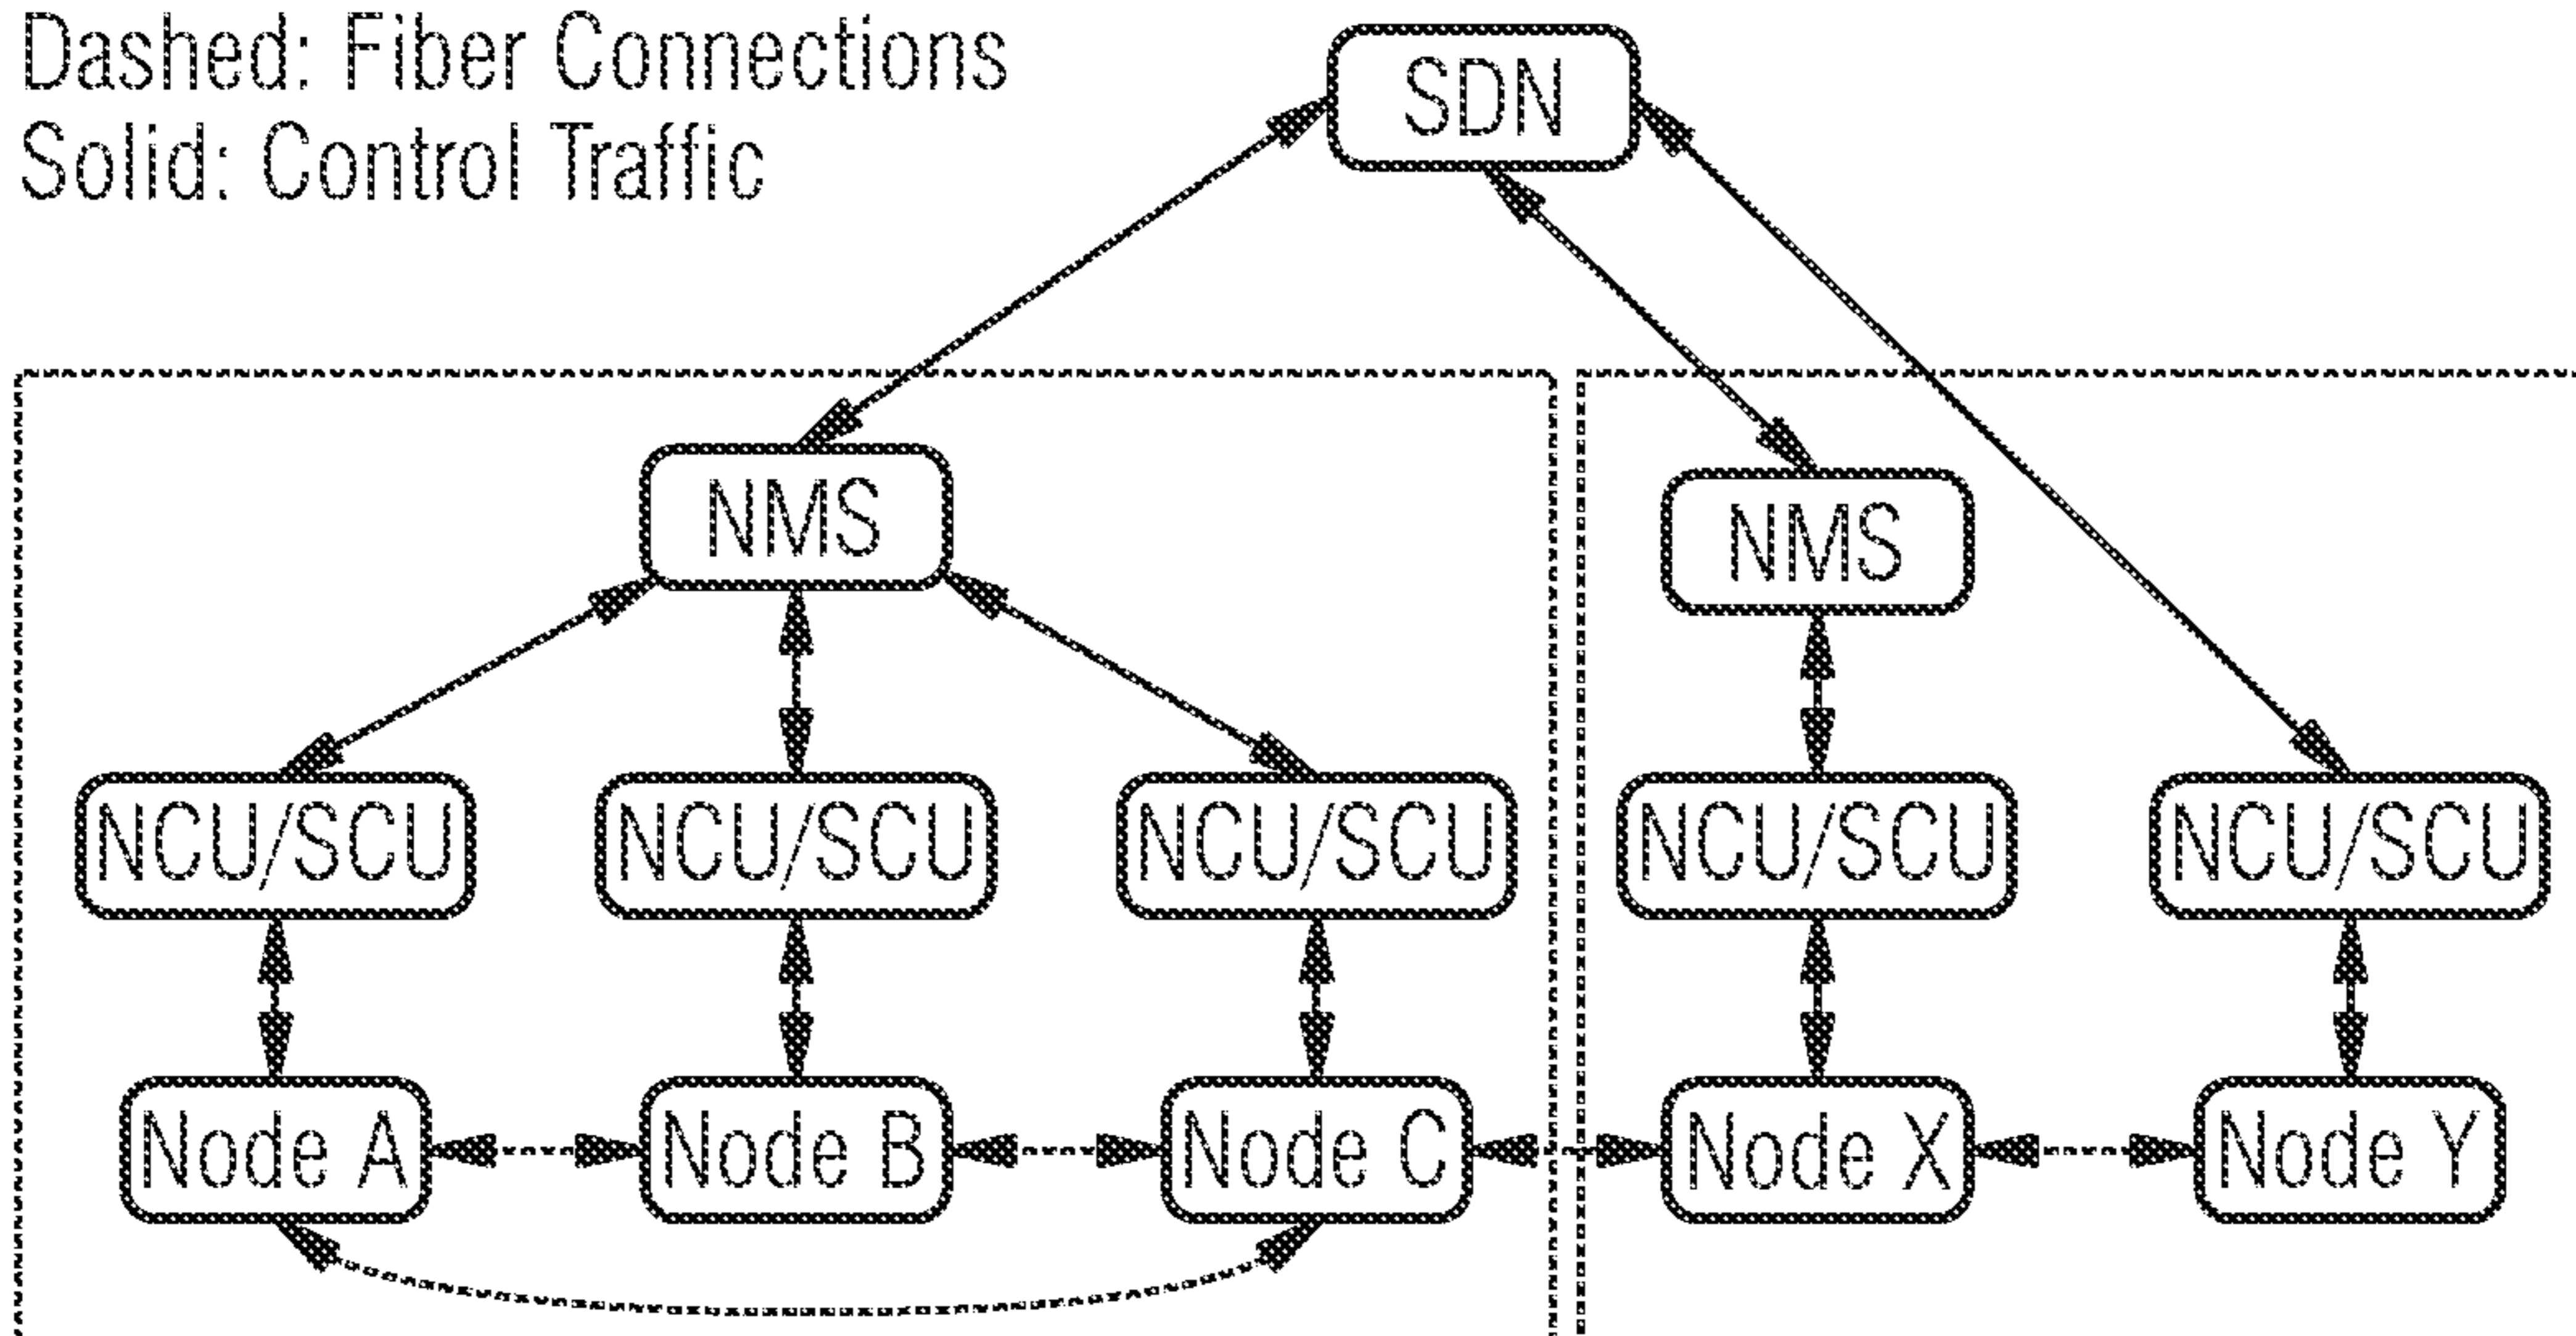 Dashed: Fiber Connections
Solid: Control Traffic
SDN
NMS
NMS
NCU/SCU
NCU/SCU
NCU/SCU
NCU/SCU
NCU/SCU
Node A
Node B
Node C
Node X
Node Y